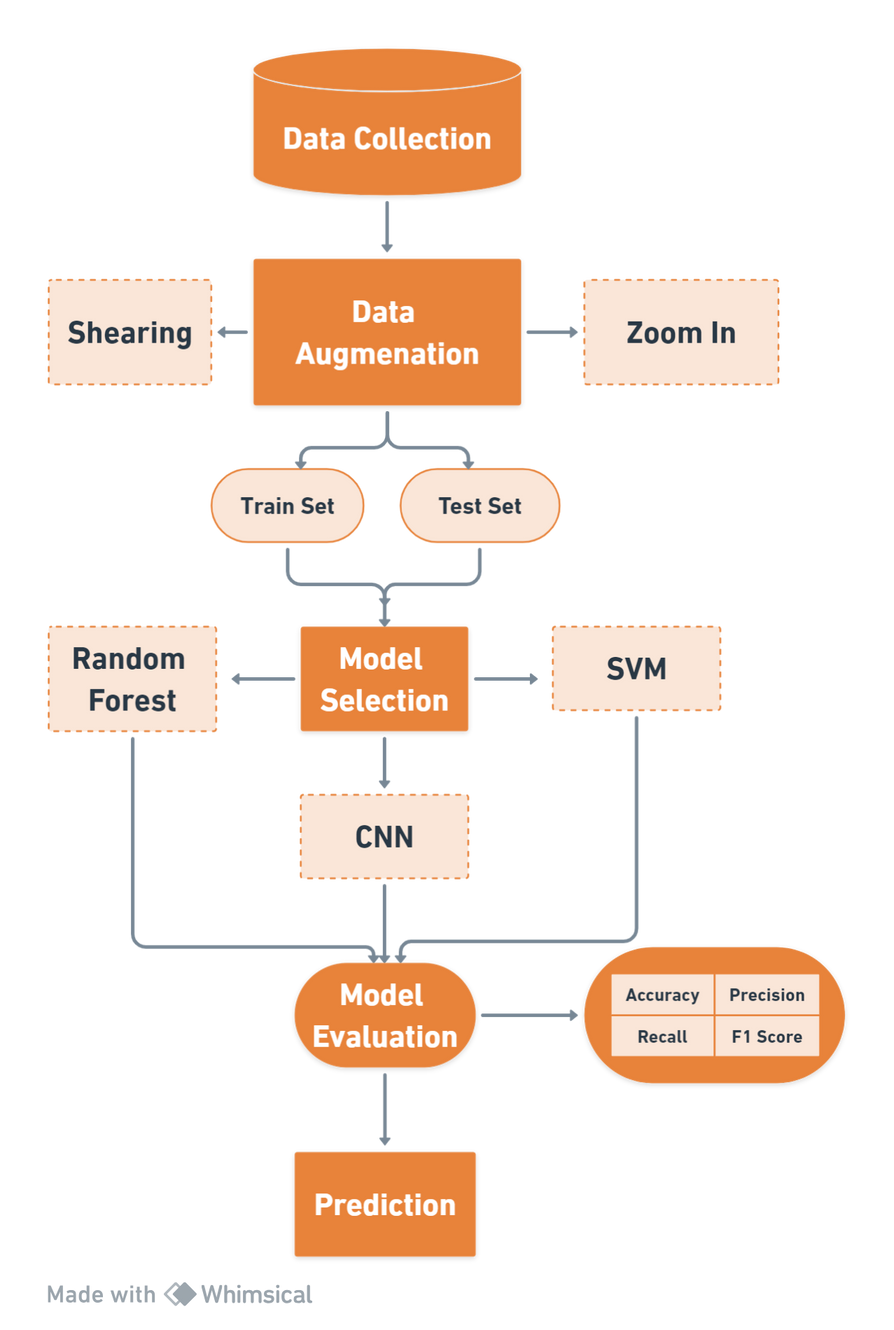 Data Collection
Data
Augmenation
Shearing
Zoom In
Train Set
Test Set
Model
Selection
Random
Forest
SVM
CNN
Model
Evaluation
Accuracy
Precision
Recall
F1 Score
Prediction
Made with Whimsical